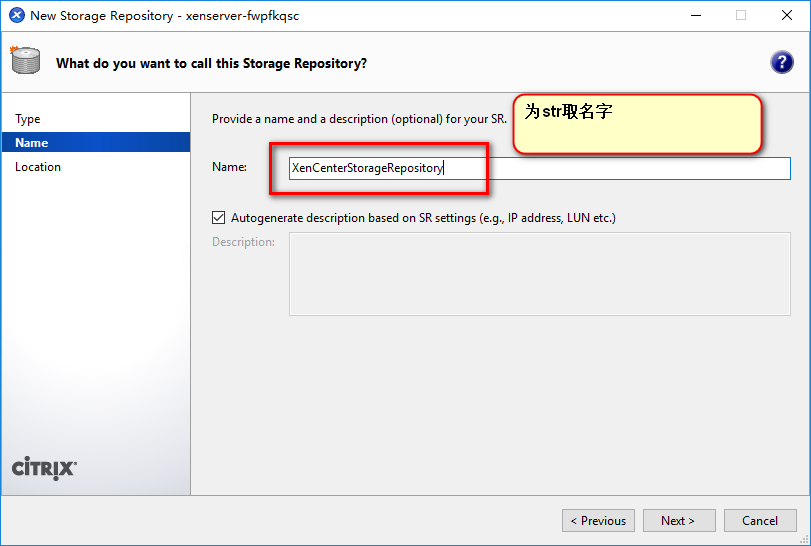 New Storage Repository - xenserver-fwpfkqsc
What do you want to call this Storage Repository?
?
Type
Name
Location
Provide a name and a description (optional) for your SR.
为str取名字
Name:
XenCenterStorageRepository
Autogenerate description based on SR settings (e.g., IP address, LUN etc.)
Description:
CİTRIX®
< Previous
Next >
Cancel